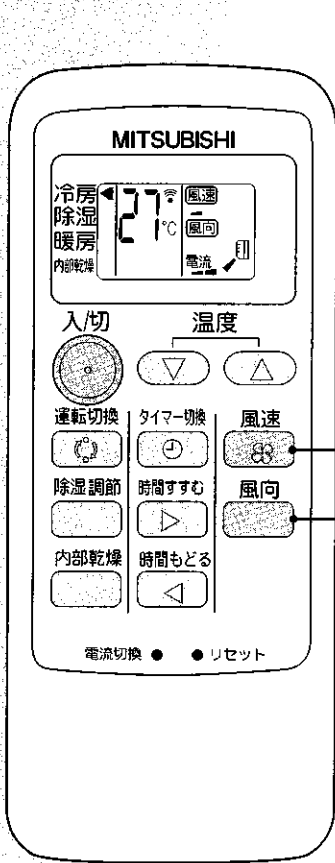 MITSUBISHI
冷房 27℃ 風速
除湿 風向
暖房
内部乾燥 電流
入/切 温度
運転切換 タイマー切換 風速
除湿調節 時間すすむ 風向
内部乾燥 時間もどる
電流切換 リセット